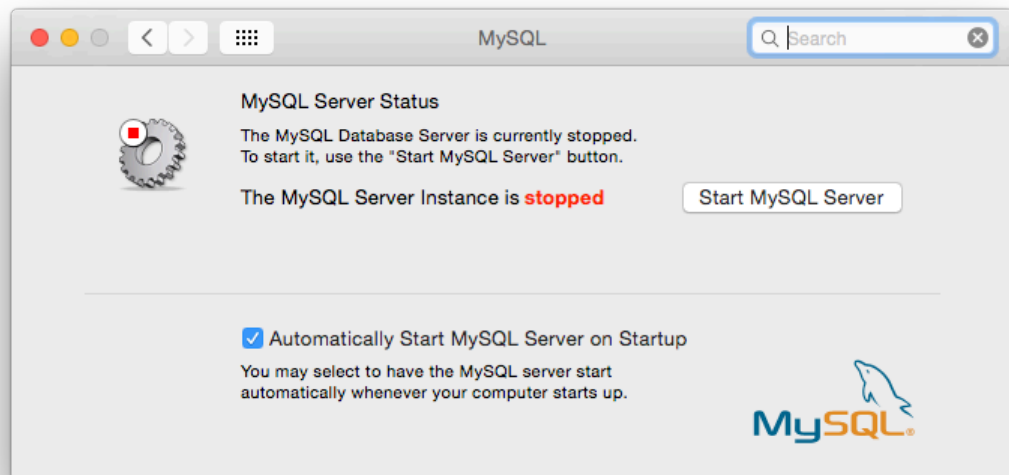 MySQL
Search
MySQL Server Status
The MySQL Database Server is currently stopped.
To start it, use the "Start MySQL Server" button.
The MySQL Server Instance is stopped
Start MySQL Server
Automatically Start MySQL Server on Startup
You may select to have the MySQL server start
automatically whenever your computer starts up.
MySQL®